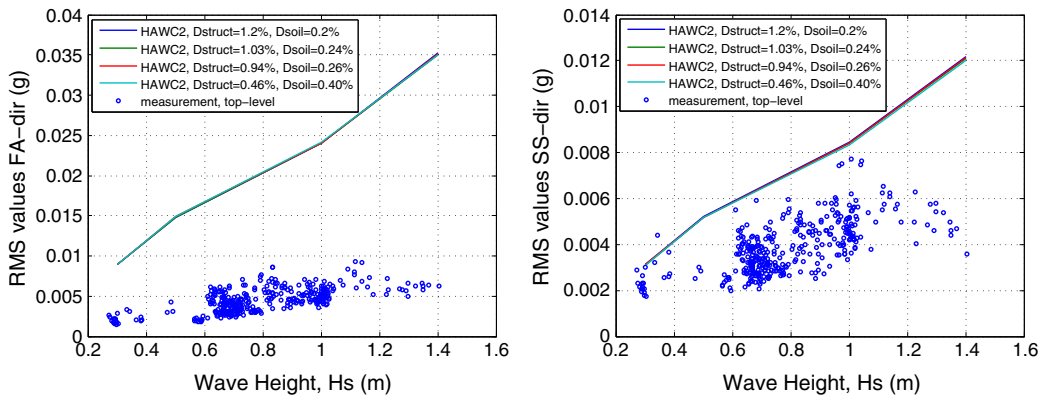 HAWC2, Dstruct=1.2%, Dsoil=0.2%
HAWC2, Dstruct=1.03%, Dsoil=0.24%
HAWC2, Dstruct=0.94%, Dsoil=0.26%
HAWC2, Dstruct=0.46%, Dsoil=0.40%
measurement, top−level
RMS values FA−dir (g)
0.04
0.035
0.03
0.025
0.02
0.015
0.01
0.005
0
0.2 0.4 0.6 0.8 1 1.2 1.4 1.6
Wave Height, Hs (m)
HAWC2, Dstruct=1.2%, Dsoil=0.2%
HAWC2, Dstruct=1.03%, Dsoil=0.24%
HAWC2, Dstruct=0.94%, Dsoil=0.26%
HAWC2, Dstruct=0.46%, Dsoil=0.40%
measurement, top−level
RMS values SS−dir (g)
0.014
0.012
0.01
0.008
0.006
0.004
0.002
0
0.2 0.4 0.6 0.8 1 1.2 1.4 1.6
Wave Height, Hs (m)